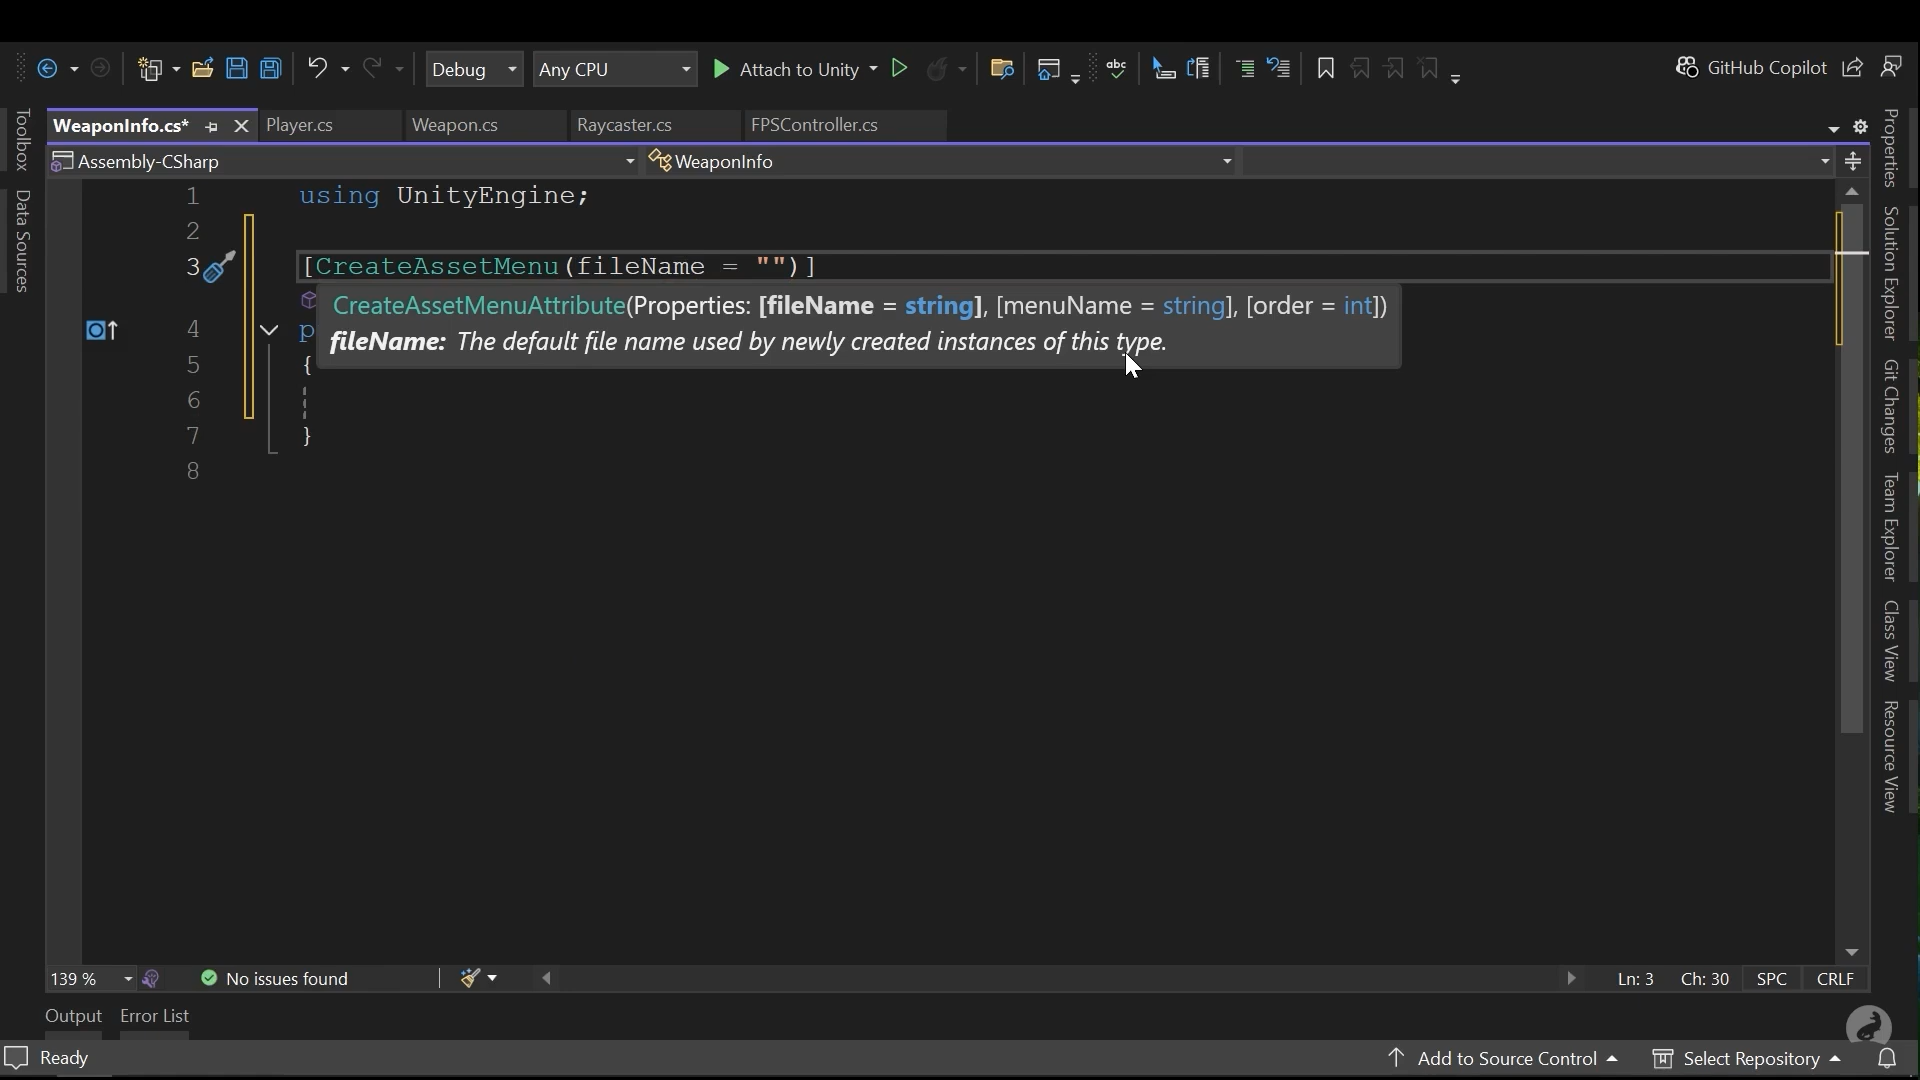 Debug
Any CPU
Attach to Unity
abc
GitHub Copilot
WeaponInfo.cs*
Player.cs
Weapon.cs
Raycaster.cs
FPSController.cs
Assembly-CSharp
WeaponInfo
1 using UnityEngine;
2
3 [CreateAssetMenu(fileName = "")]
CreateAssetMenuAttribute(Properties: [fileName = string], [menuName = string], [order = int])
fileName: The default file name used by newly created instances of this type.
4 p
5 {
6
7 }
8
Toolbox
Data Sources
Properties
Solution Explorer
Git Changes
Team Explorer
Class View
Resource View
139 %
No issues found
Ln: 3
Ch: 30
SPC
CRLF
Output
Error List
Ready
Add to Source Control
Select Repository